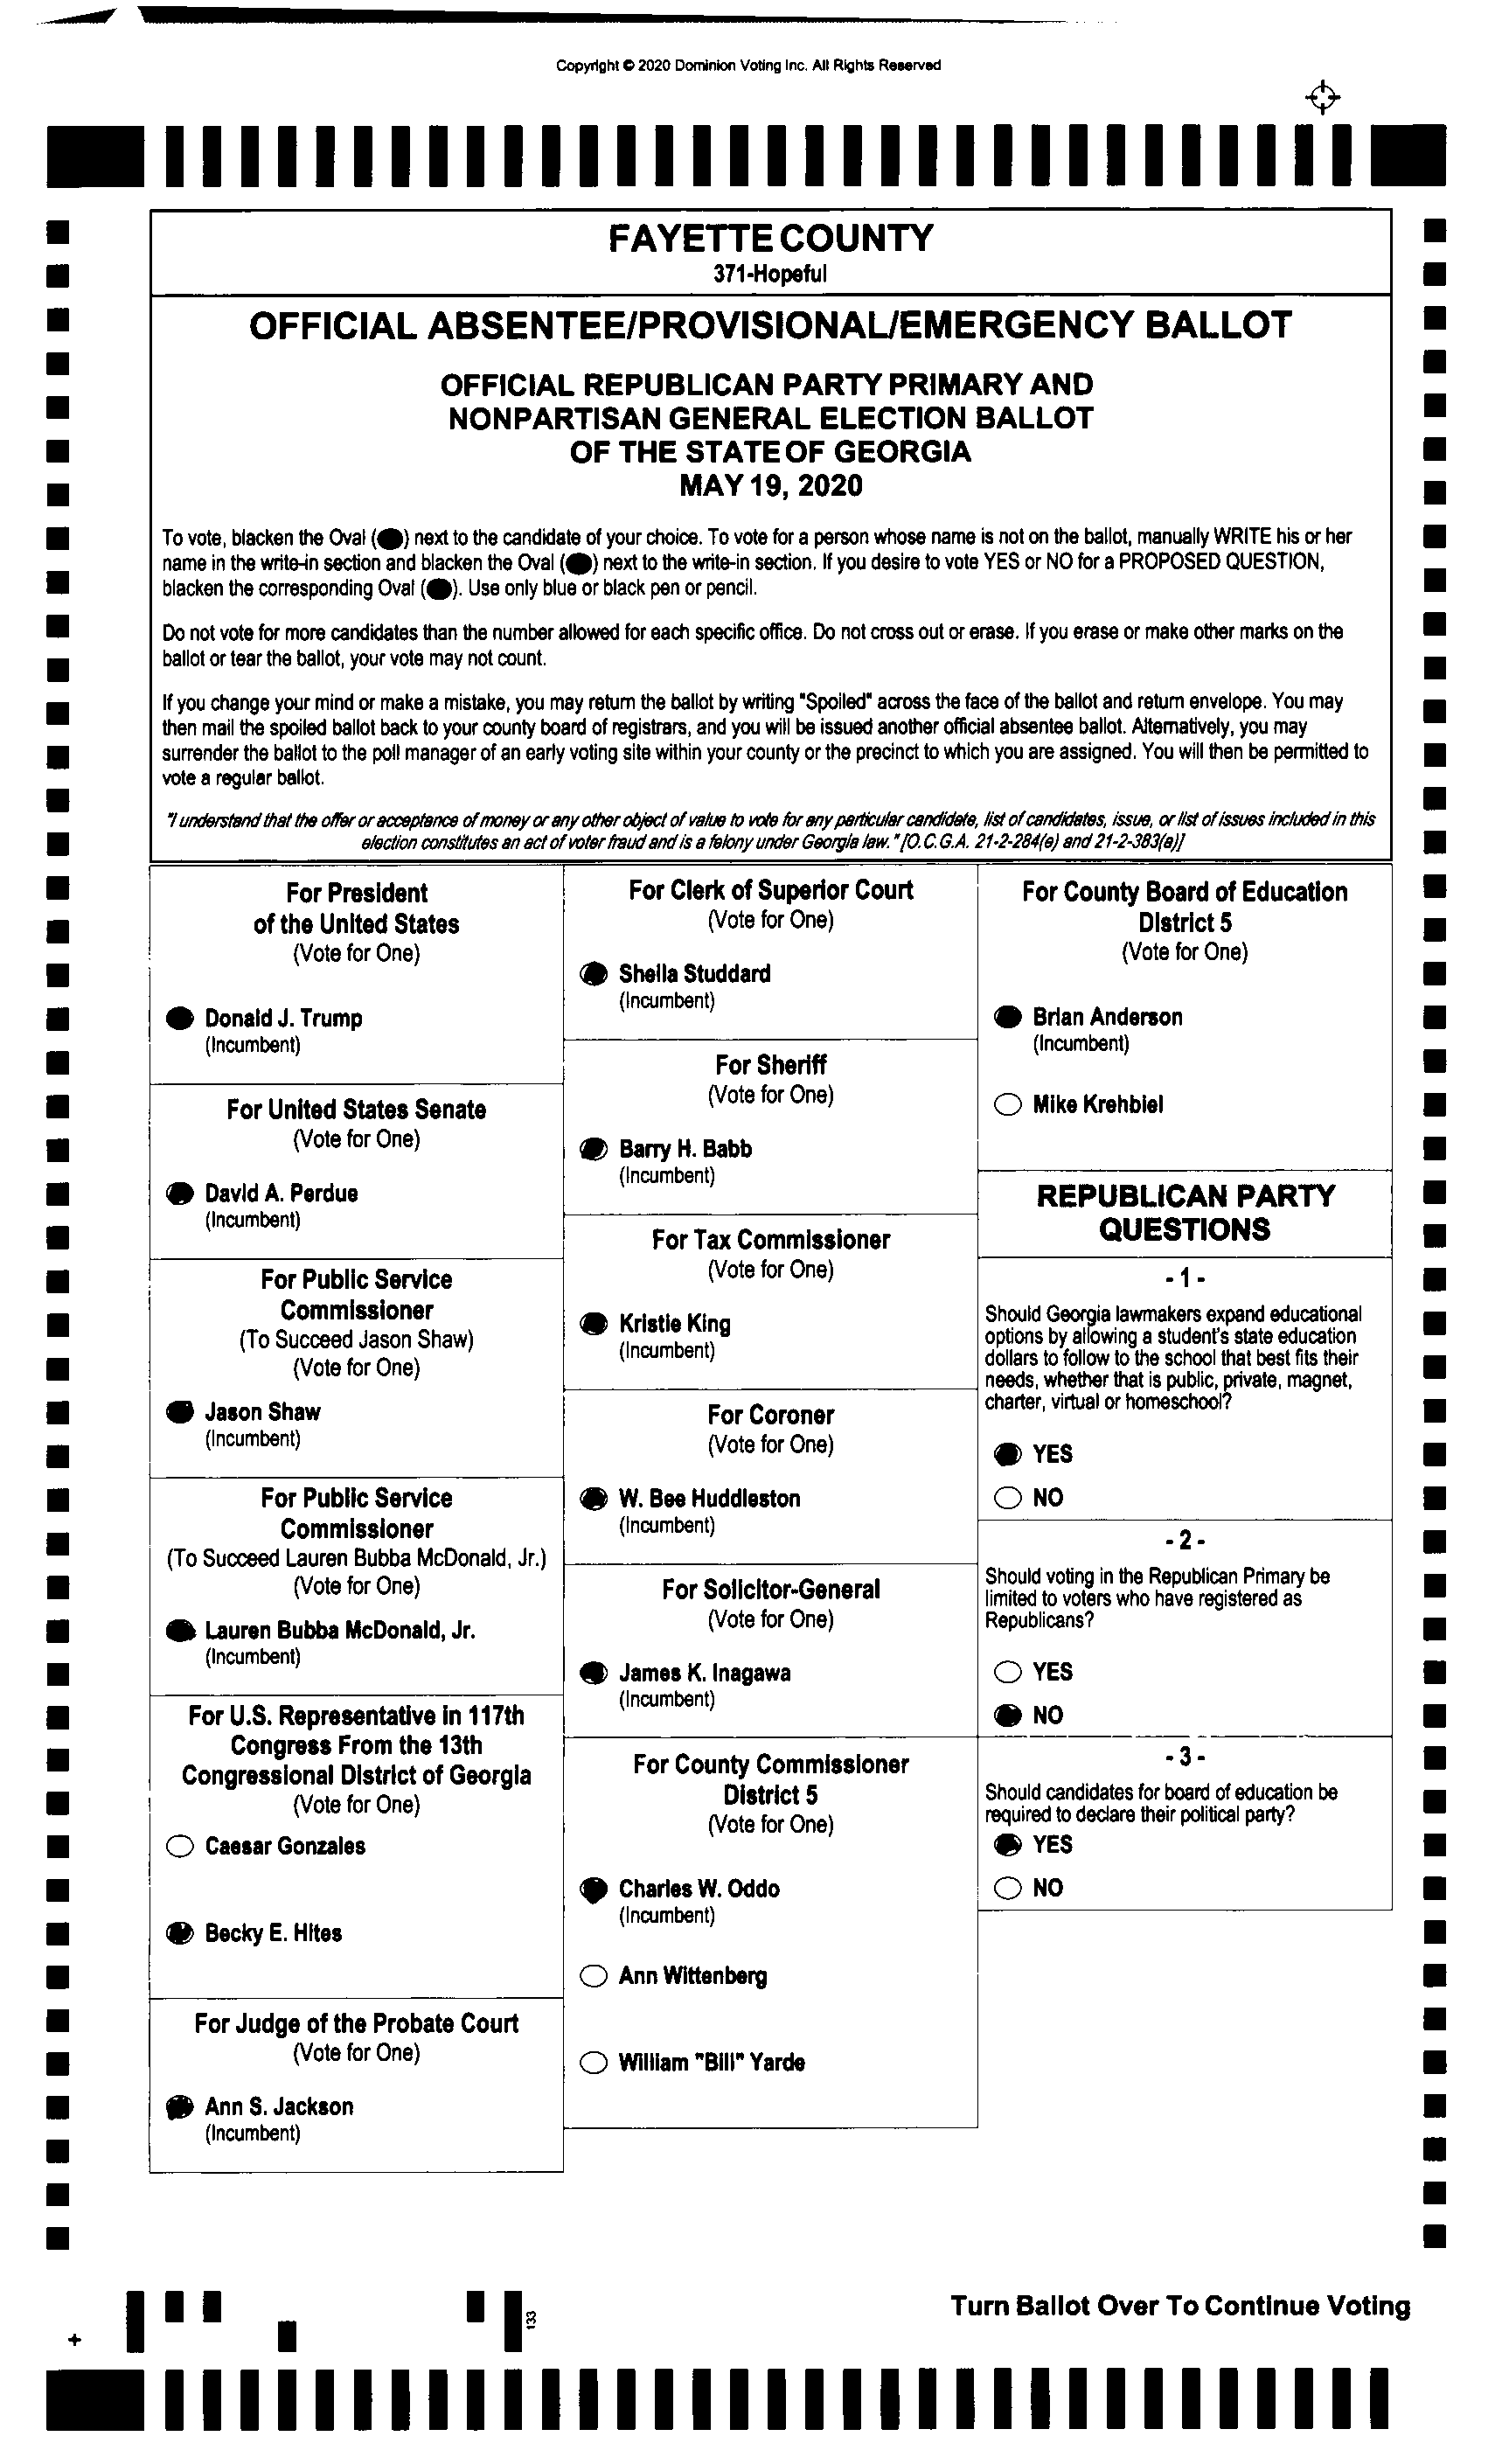 Copyright © 2020 Dominion Voting Inc. All Rights Reserved
FAYETTE COUNTY
371-Hopeful
OFFICIAL ABSENTEE/PROVISIONAL/EMERGENCY BALLOT
OFFICIAL REPUBLICAN PARTY PRIMARY AND
NONPARTISAN GENERAL ELECTION BALLOT
OF THE STATE OF GEORGIA
MAY 19, 2020
To vote, blacken the Oval ( ) next to the candidate of your choice. To vote for a person whose name is not on the ballot, manually WRITE his or her
name in the write-in section and blacken the Oval ( ) next to the write-in section. If you desire to vote YES or NO for a PROPOSED QUESTION,
blacken the corresponding Oval ( ). Use only blue or black pen or pencil.
Do not vote for more candidates than the number allowed for each specific office. Do not cross out or erase. If you erase or make other marks on the
ballot or tear the ballot, your vote may not count.
If you change your mind or make a mistake, you may return the ballot by writing "Spoiled" across the face of the ballot and return envelope. You may
then mail the spoiled ballot back to your county board of registrars, and you will be issued another official absentee ballot. Alternatively, you may
surrender the ballot to the poll manager of an early voting site within your county or the precinct to which you are assigned. You will then be permitted to
vote a regular ballot.
"I understand that the offer or acceptance of money or any other object of value to vote for any particular candidate, list of candidates, issue, or list of issues included in this
election constitutes an act of voter fraud and is a felony under Georgia law." [O.C.G.A. 21-2-284(e) and 21-2-383(a)]
For President
of the United States
(Vote for One)
Donald J. Trump
(Incumbent)
For United States Senate
(Vote for One)
David A. Perdue
(Incumbent)
For Public Service
Commissioner
(To Succeed Jason Shaw)
(Vote for One)
Jason Shaw
(Incumbent)
For Public Service
Commissioner
(To Succeed Lauren Bubba McDonald, Jr.)
(Vote for One)
Lauren Bubba McDonald, Jr.
(Incumbent)
For U.S. Representative in 117th
Congress From the 13th
Congressional District of Georgia
(Vote for One)
Caesar Gonzales
Becky E. Hites
For Judge of the Probate Court
(Vote for One)
Ann S. Jackson
(Incumbent)
For Clerk of Superior Court
(Vote for One)
Sheila Studdard
(Incumbent)
For Sheriff
(Vote for One)
Barry H. Babb
(Incumbent)
For Tax Commissioner
(Vote for One)
Kristie King
(Incumbent)
For Coroner
(Vote for One)
W. Bee Huddleston
(Incumbent)
For Solicitor-General
(Vote for One)
James K. Inagawa
(Incumbent)
For County Commissioner
District 5
(Vote for One)
Charles W. Oddo
(Incumbent)
Ann Wittenberg
William "Bill" Yarde
For County Board of Education
District 5
(Vote for One)
Brian Anderson
(Incumbent)
Mike Krehbiel
REPUBLICAN PARTY
QUESTIONS
- 1 -
Should Georgia lawmakers expand educational
options by allowing a student's state education
dollars to follow to the school that best fits their
needs, whether that is public, private, magnet,
charter, virtual or homeschool?
YES
NO
- 2 -
Should voting in the Republican Primary be
limited to voters who have registered as
Republicans?
YES
NO
- 3 -
Should candidates for board of education be
required to declare their political party?
YES
NO
133
Turn Ballot Over To Continue Voting